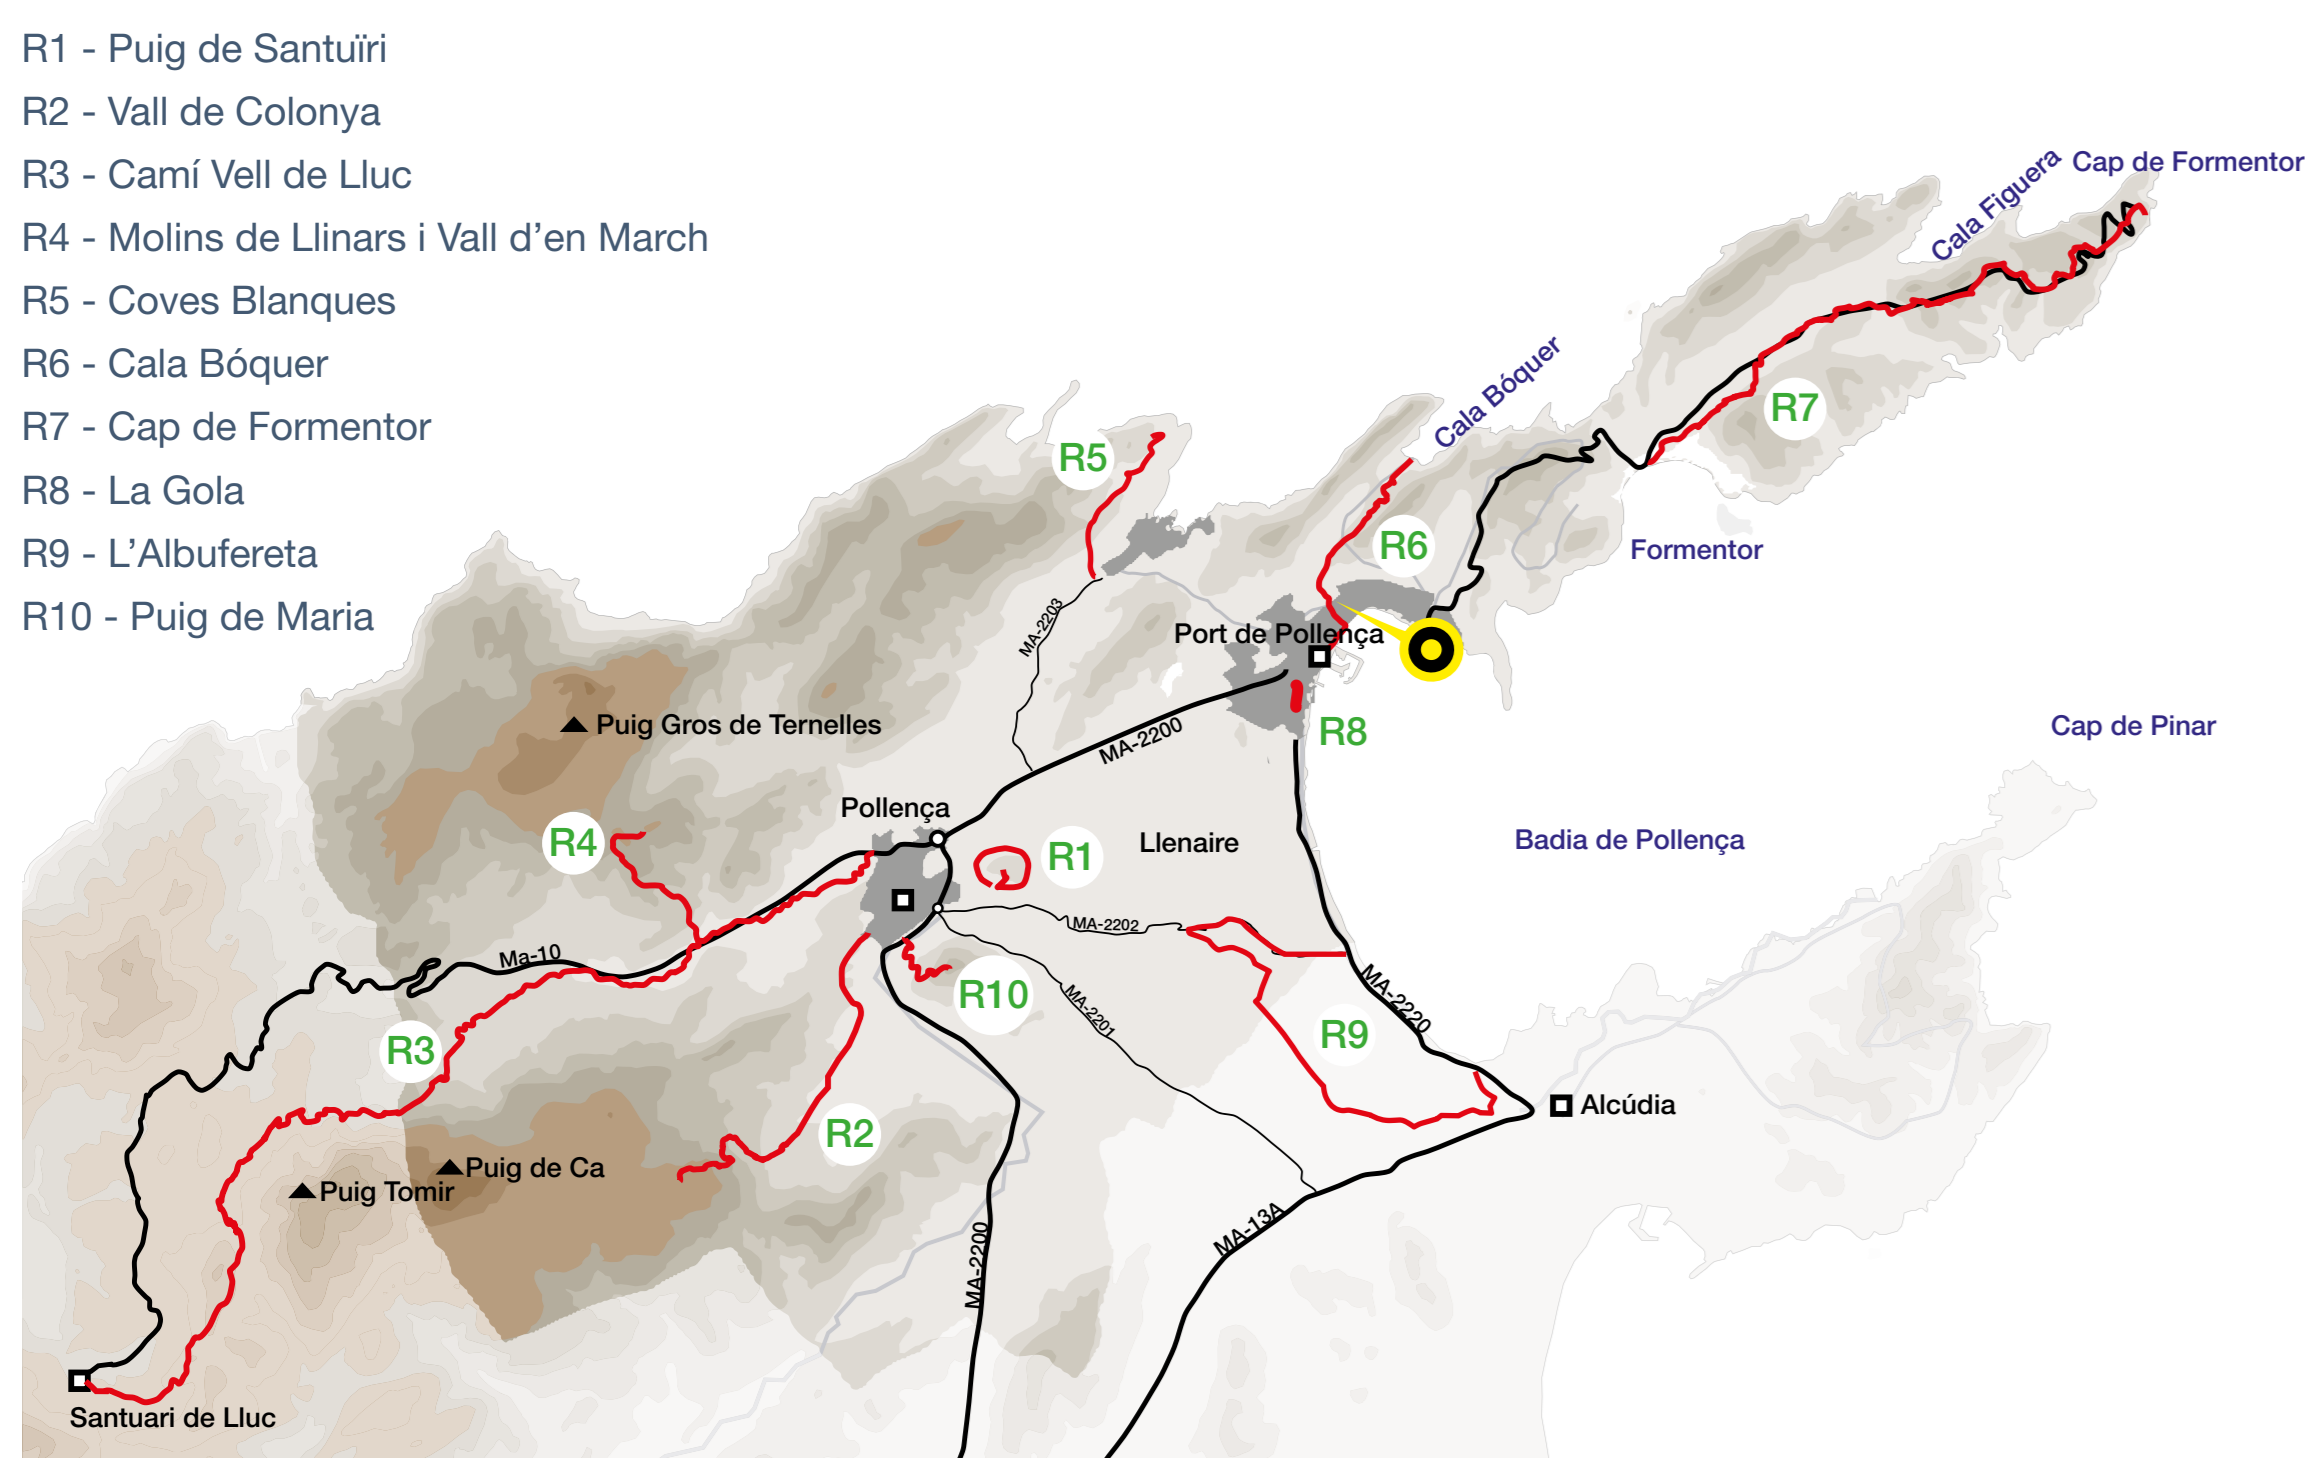 R1 - Puig de Santuïri
R2 - Vall de Colonya
R3 - Camí Vell de Lluc
R4 - Molins de Llinars i Vall d’en March
R5 - Coves Blanques
R6 - Cala Bóquer
R7 - Cap de Formentor
R8 - La Gola
R9 - L’Albufereta
R10 - Puig de Maria
Cap de Formentor
Cala Figuera
Cala Bóquer
R7
R5
R6
Formentor
MA-2203
Port de Pollença
Puig Gros de Ternelles
R8
MA-2200
Cap de Pinar
Pollença
R4
R1
Llenaire
Badia de Pollença
MA-2202
Ma-10
R10
MA-2201
MA-2220
R9
R3
Alcúdia
R2
Puig de Ca
Puig Tomir
MA-13A
MA-2200
Santuari de Lluc